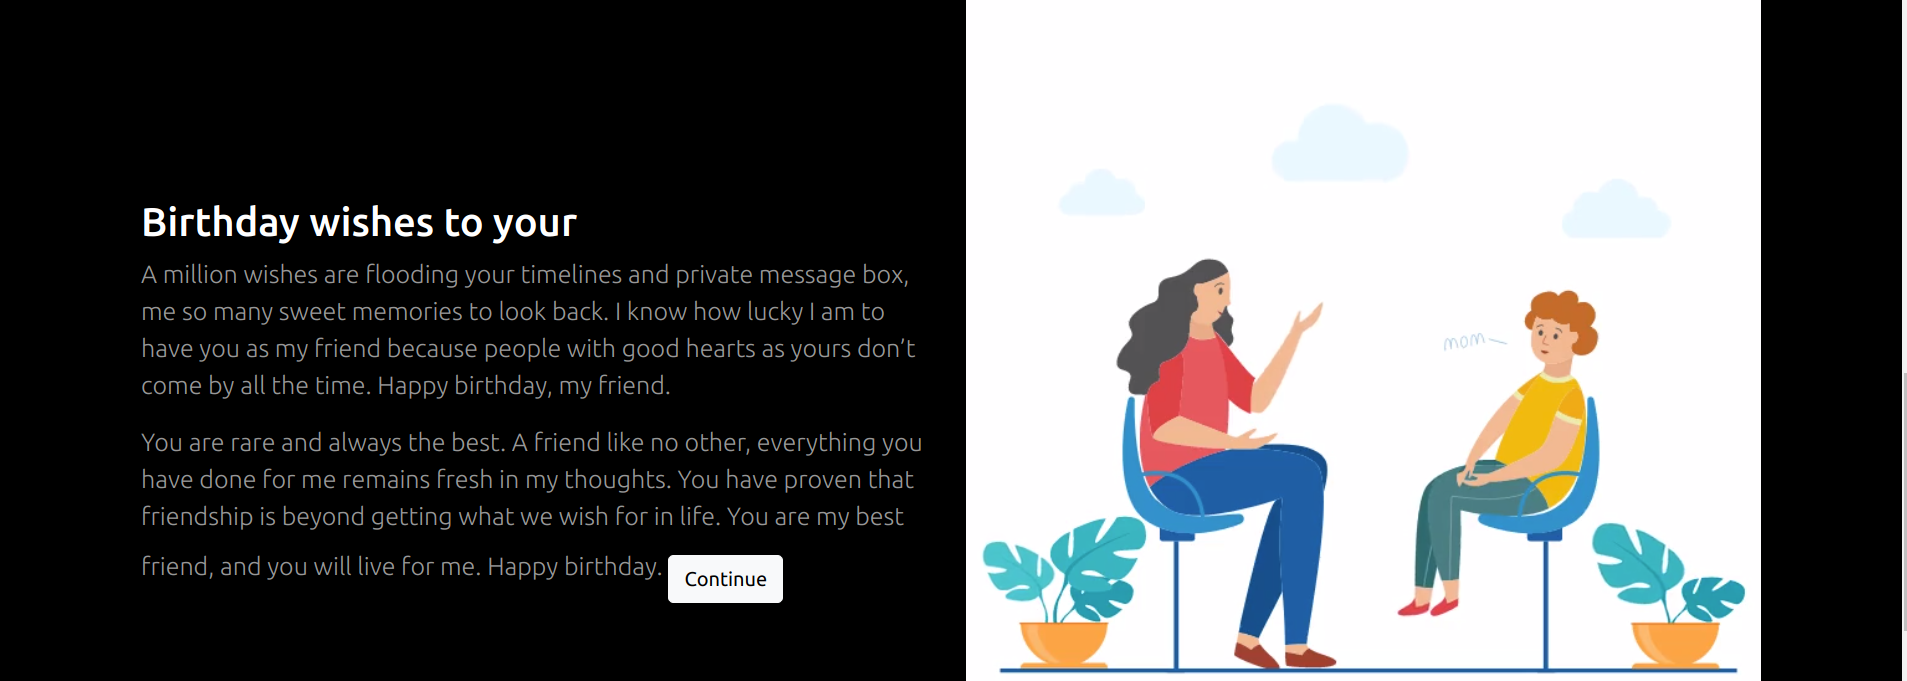 Birthday wishes to your
A million wishes are flooding your timelines and private message box,
me so many sweet memories to look back. I know how lucky I am to
have you as my friend because people with good hearts as yours don’t
come by all the time. Happy birthday, my friend.
You are rare and always the best. A friend like no other, everything you
have done for me remains fresh in my thoughts. You have proven that
friendship is beyond getting what we wish for in life. You are my best
friend, and you will live for me. Happy birthday. Continue
mom